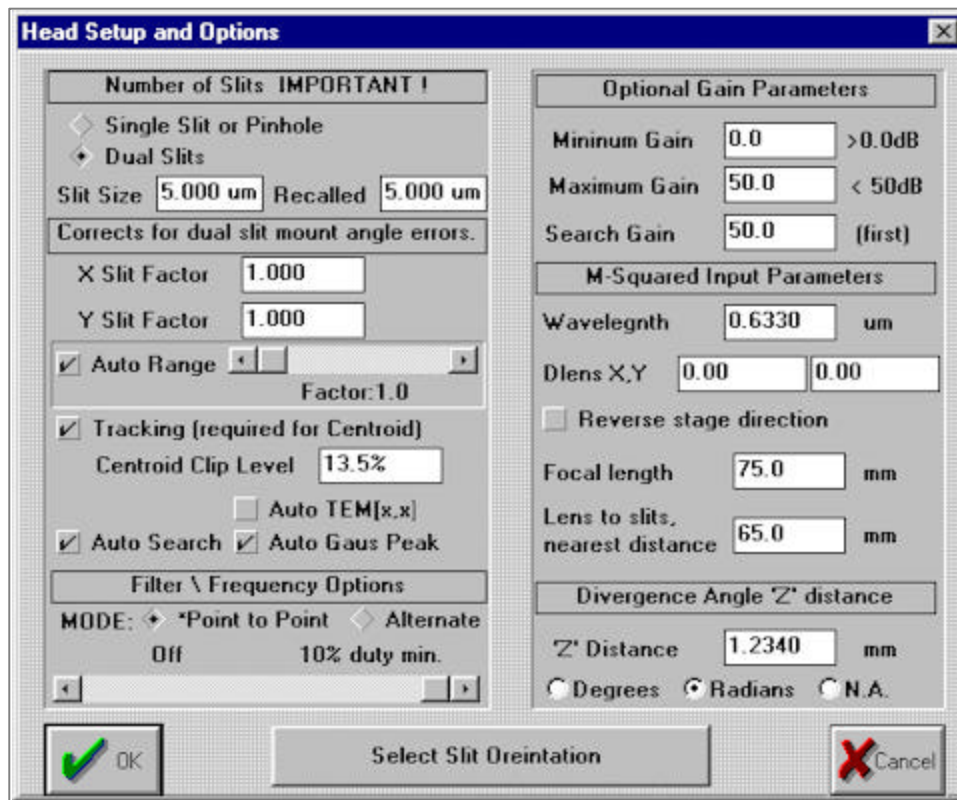 Head Setup and Options
Number of Slits IMPORTANT !
Single Slit or Pinhole
Dual Slits
Slit Size 5.000 um Recalled 5.000 um
Corrects for dual slit mount angle errors.
X Slit Factor 1.000
Y Slit Factor 1.000
Auto Range
Factor:1.0
Tracking (required for Centroid)
Centroid Clip Level 13.5%
Auto TEM[x,x]
Auto Search Auto Gaus Peak
Filter \ Frequency Options
MODE: *Point to Point Alternate
Off 10% duty min.
Optional Gain Parameters
Mininum Gain 0.0 >0.0dB
Maximum Gain 50.0 < 50dB
Search Gain 50.0 (first)
M-Squared Input Parameters
Wavelegnth 0.6330 um
Dlens X,Y 0.00 0.00
Reverse stage direction
Focal length 75.0 mm
Lens to slits,
nearest distance 65.0 mm
Divergence Angle 'Z' distance
'Z' Distance 1.2340 mm
Degrees Radians N.A.
OK
Select Slit Oreintation
Cancel